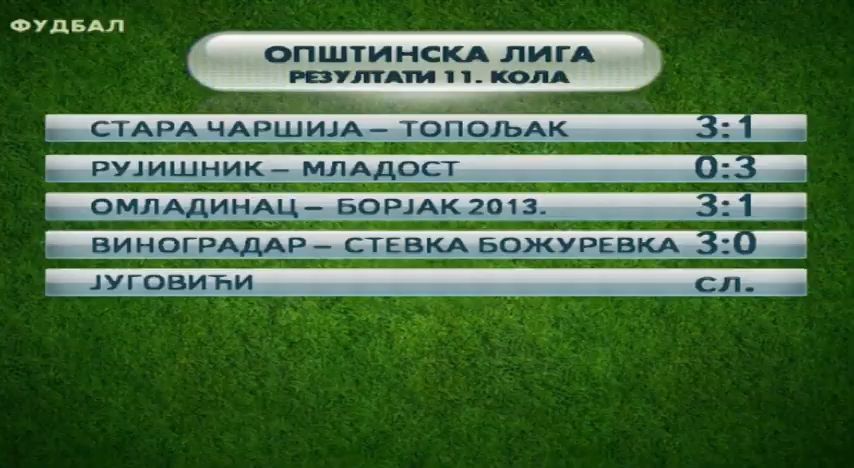 ФУДБАЛ
ОПШТИНСКА ЛИГА
РЕЗУЛТАТИ 11. КОЛА
СТАРА ЧАРШИЈА – ТОПОЉАК 3:1
РУЈИШНИК – МЛАДОСТ 0:3
ОМЛАДИНАЦ – БОРЈАК 2013. 3:1
ВИНОГРАДАР – СТЕВКА БОЖУРЕВКА 3:0
ЈУГОВИЋИ СЛ.